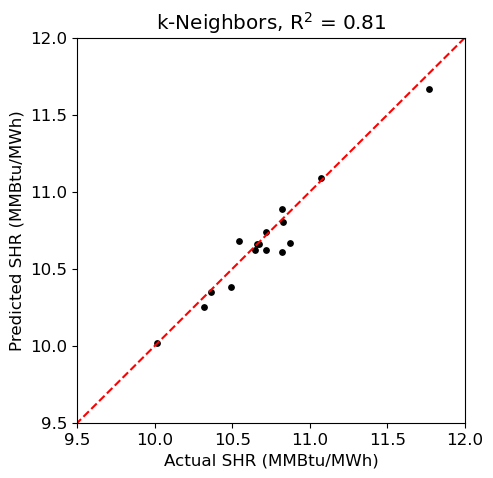 k-Neighbors, R² = 0.81
12.0
11.5
11.0
10.5
10.0
9.5
Predicted SHR (MMBtu/MWh)
9.5 10.0 10.5 11.0 11.5 12.0
Actual SHR (MMBtu/MWh)